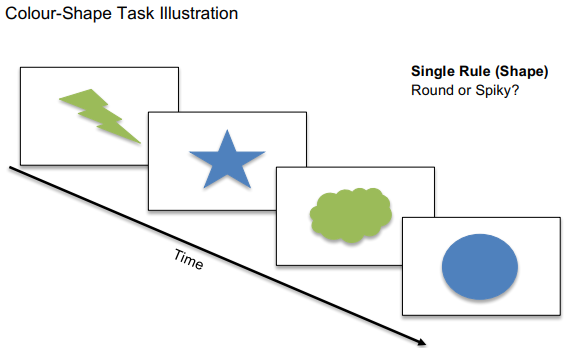 Colour-Shape Task Illustration
Single Rule (Shape)
Round or Spiky?
Time